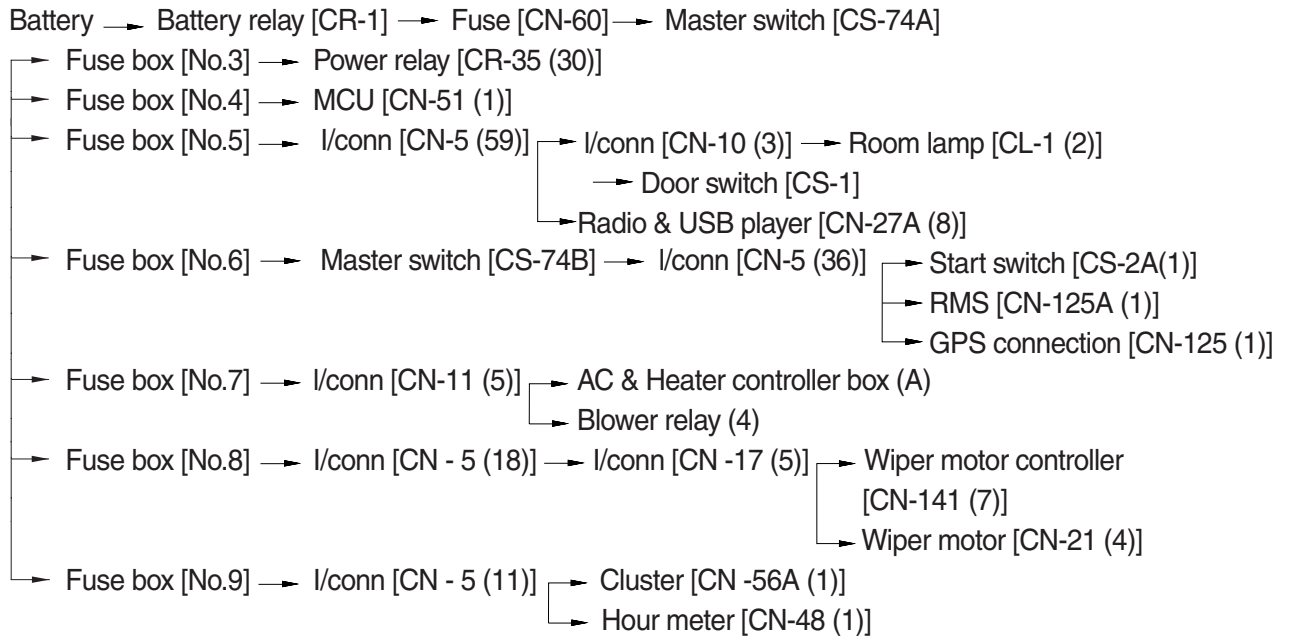 Battery → Battery relay [CR-1] → Fuse [CN-60] → Master switch [CS-74A]
Fuse box [No.3] → Power relay [CR-35 (30)]
Fuse box [No.4] → MCU [CN-51 (1)]
Fuse box [No.5] → I/conn [CN-5 (59)] → I/conn [CN-10 (3)] → Room lamp [CL-1 (2)]
→ Door switch [CS-1]
→ Radio & USB player [CN-27A (8)]
Fuse box [No.6] → Master switch [CS-74B] → I/conn [CN-5 (36)] → Start switch [CS-2A(1)]
→ RMS [CN-125A (1)]
→ GPS connection [CN-125 (1)]
Fuse box [No.7] → I/conn [CN-11 (5)] → AC & Heater controller box (A)
→ Blower relay (4)
Fuse box [No.8] → I/conn [CN - 5 (18)] → I/conn [CN -17 (5)] → Wiper motor controller
[CN-141 (7)]
→ Wiper motor [CN-21 (4)]
Fuse box [No.9] → I/conn [CN - 5 (11)] → Cluster [CN -56A (1)]
→ Hour meter [CN-48 (1)]